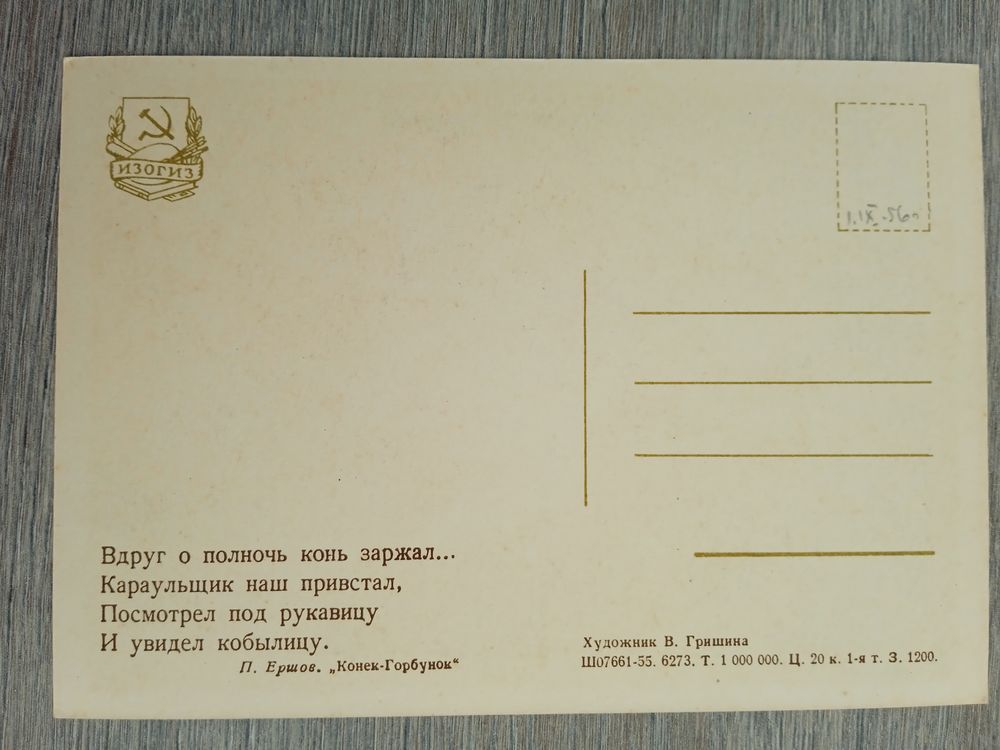 ИЗОГИЗ
1.IX.56г
Вдруг о полночь конь заржал...
Караульщик наш привстал,
Посмотрел под рукавицу
И увидел кобылицу.
П. Ершов. „Конек-Горбунок“
Художник В. Гришина
Ш07661-55. 6273. Т. 1 000 000. Ц. 20 к. 1-я т. З. 1200.